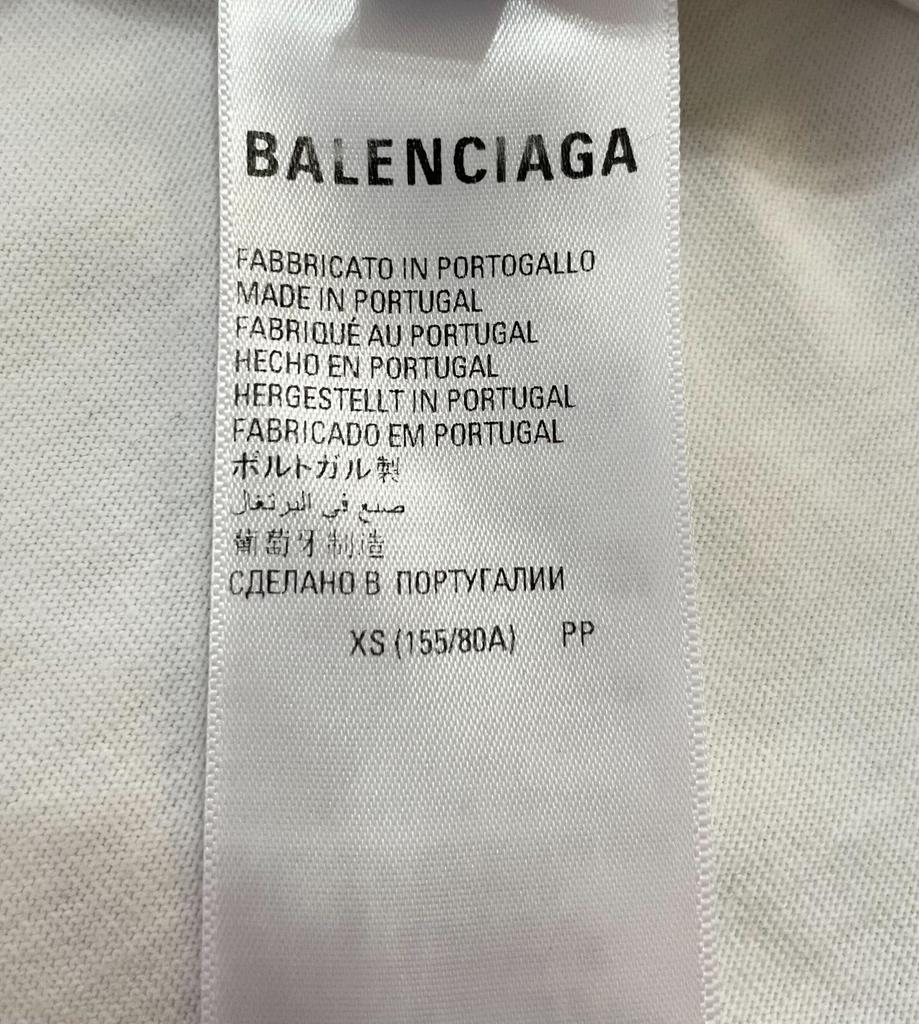 BALENCIAGA
FABBRICATO IN PORTOGALLO
MADE IN PORTUGAL
FABRIQUÉ AU PORTUGAL
HECHO EN PORTUGAL
HERGESTELLT IN PORTUGAL
FABRICADO EM PORTUGAL
ポルトガル製
صنع في البرتغال
葡萄牙制造
СДЕЛАНО В ПОРТУГАЛИИ
XS (155/80A) PP